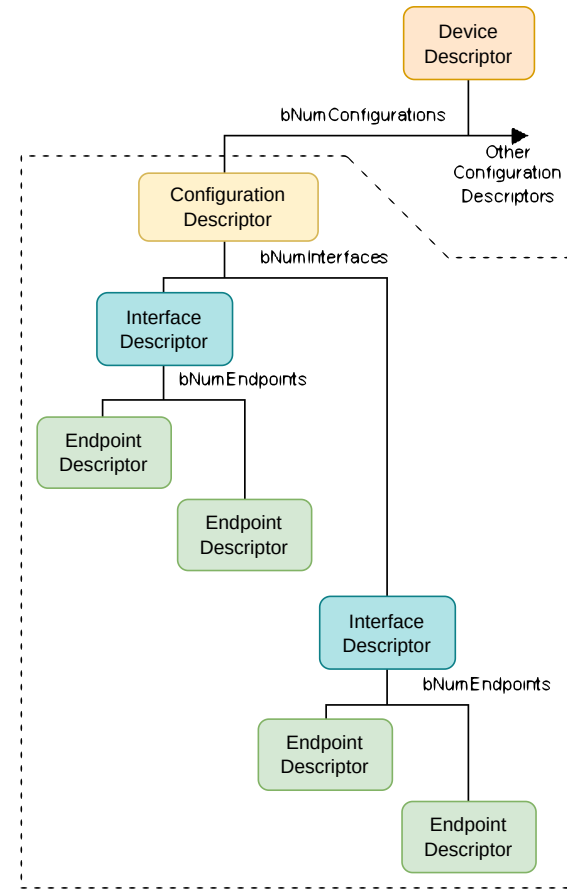 Device
Descriptor
bNumConfigurations
Other
Configuration
Descriptors
Configuration
Descriptor
bNumInterfaces
Interface
Descriptor
bNumEndpoints
Endpoint
Descriptor
Endpoint
Descriptor
Interface
Descriptor
bNumEndpoints
Endpoint
Descriptor
Endpoint
Descriptor